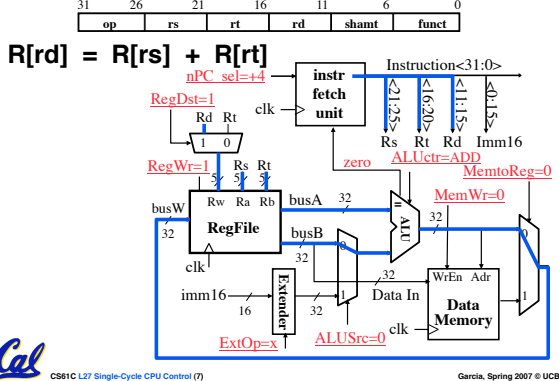 31 26 21 16 11 6 0
op rs rt rd shamt funct
R[rd] = R[rs] + R[rt]
nPC_sel=+4
instr fetch unit
Instruction<31:0>
<21:25>
<16:20>
<11:15>
<0:15>
clk
Rs Rt Rd Imm16
RegDst=1
Rd Rt
1 0
zero
ALUctr=ADD
MemtoReg=0
RegWr=1
Rs Rt
5 5 5
MemWr=0
busW
32
Rw Ra Rb
RegFile
busA 32
busB
32
=
ALU
32
0
clk
0
32
WrEn Adr
Data In
imm16
16
Extender
32
1
Data Memory
1
clk
ExtOp=x
ALUSrc=0
Cal
CS61C L27 Single-Cycle CPU Control (7)
Garcia, Spring 2007 © UCB